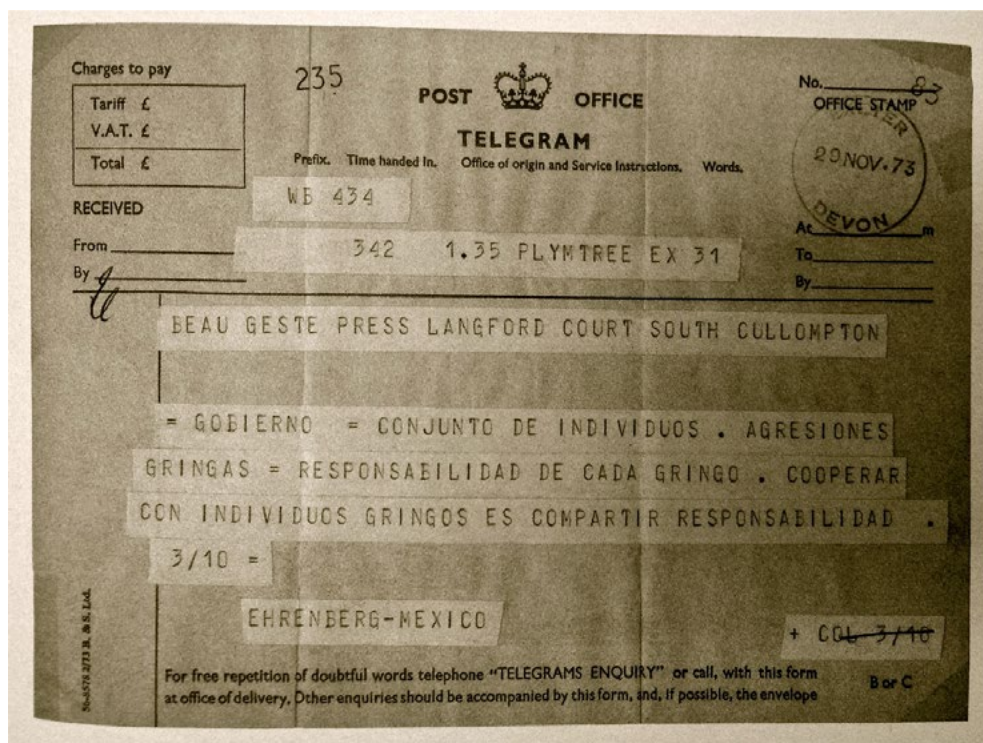 Charges to pay
Tariff £
V.A.T. £
Total £
RECEIVED
From
By
235
POST OFFICE
TELEGRAM
Prefix. Time handed In. Office of origin and Service Instructions. Words.
No. 83
OFFICE STAMP
EXETER
29 NOV. 73
DEVON
At m
To
By
WB 434
342 1.35 PLYMTREE EX 31
BEAU GESTE PRESS LANGFORD COURT SOUTH CULLOMPTON
= GOBIERNO = CONJUNTO DE INDIVIDUOS . AGRESIONES
GRINGAS = RESPONSABILIDAD DE CADA GRINGO . COOPERAR
CON INDIVIDUOS GRINGOS ES COMPARTIR RESPONSABILIDAD .
3/10 =
EHRENBERG-MEXICO
+ COL 3/10
For free repetition of doubtful words telephone "TELEGRAMS ENQUIRY" or call, with this form
at office of delivery. Other enquiries should be accompanied by this form, and, if possible, the envelope
B or C